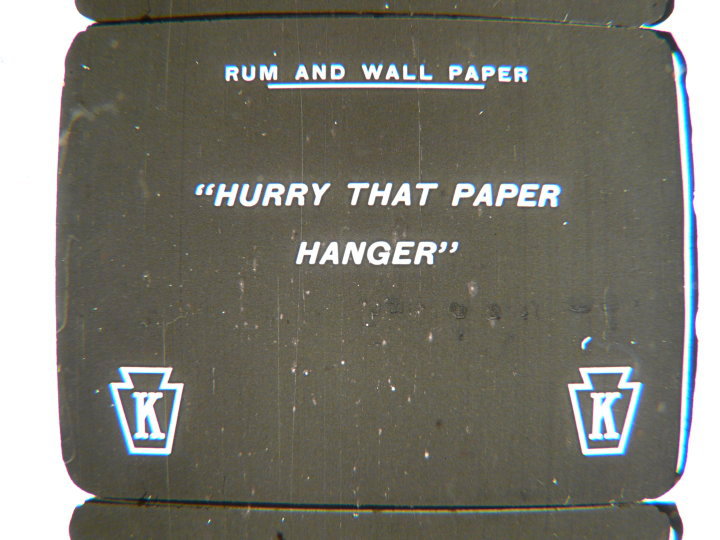 RUM AND WALL PAPER
"HURRY THAT PAPER
HANGER"
K K